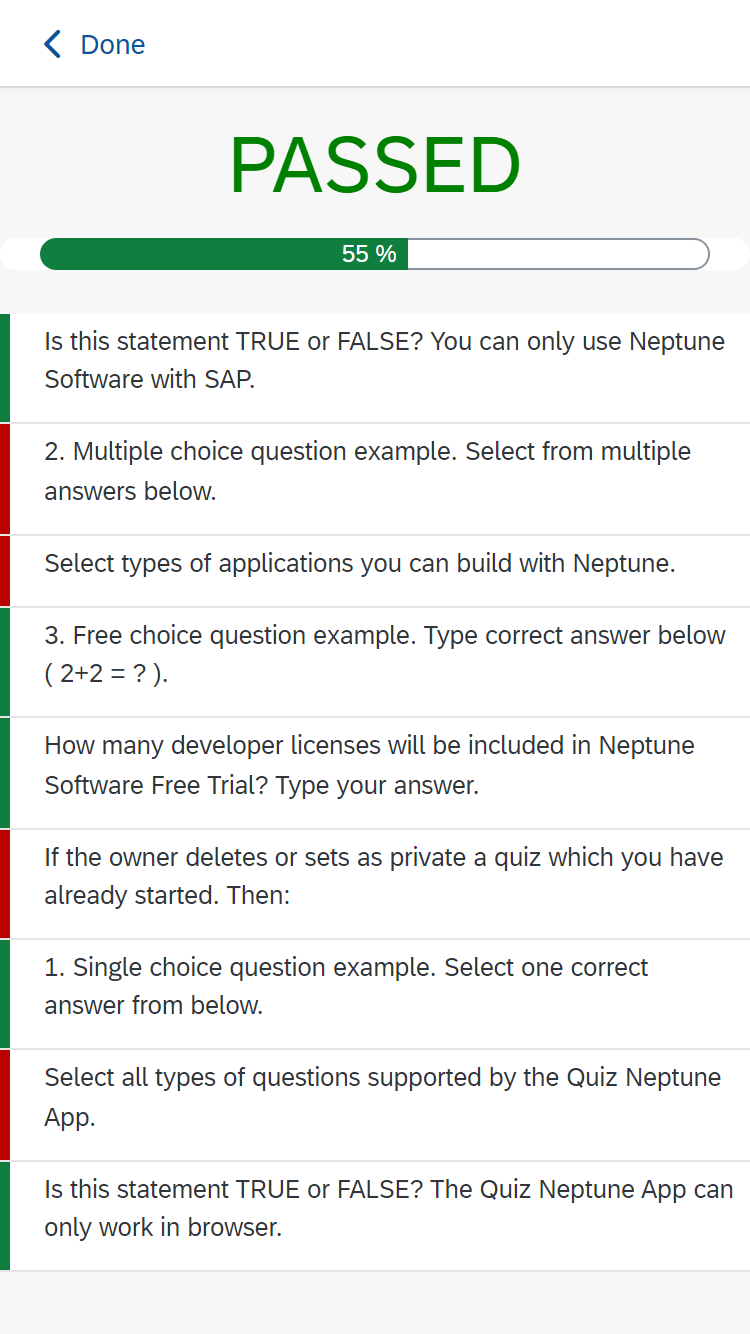 Done
PASSED
55 %
Is this statement TRUE or FALSE? You can only use Neptune
Software with SAP.
2. Multiple choice question example. Select from multiple
answers below.
Select types of applications you can build with Neptune.
3. Free choice question example. Type correct answer below
( 2+2 = ? ).
How many developer licenses will be included in Neptune
Software Free Trial? Type your answer.
If the owner deletes or sets as private a quiz which you have
already started. Then:
1. Single choice question example. Select one correct
answer from below.
Select all types of questions supported by the Quiz Neptune
App.
Is this statement TRUE or FALSE? The Quiz Neptune App can
only work in browser.